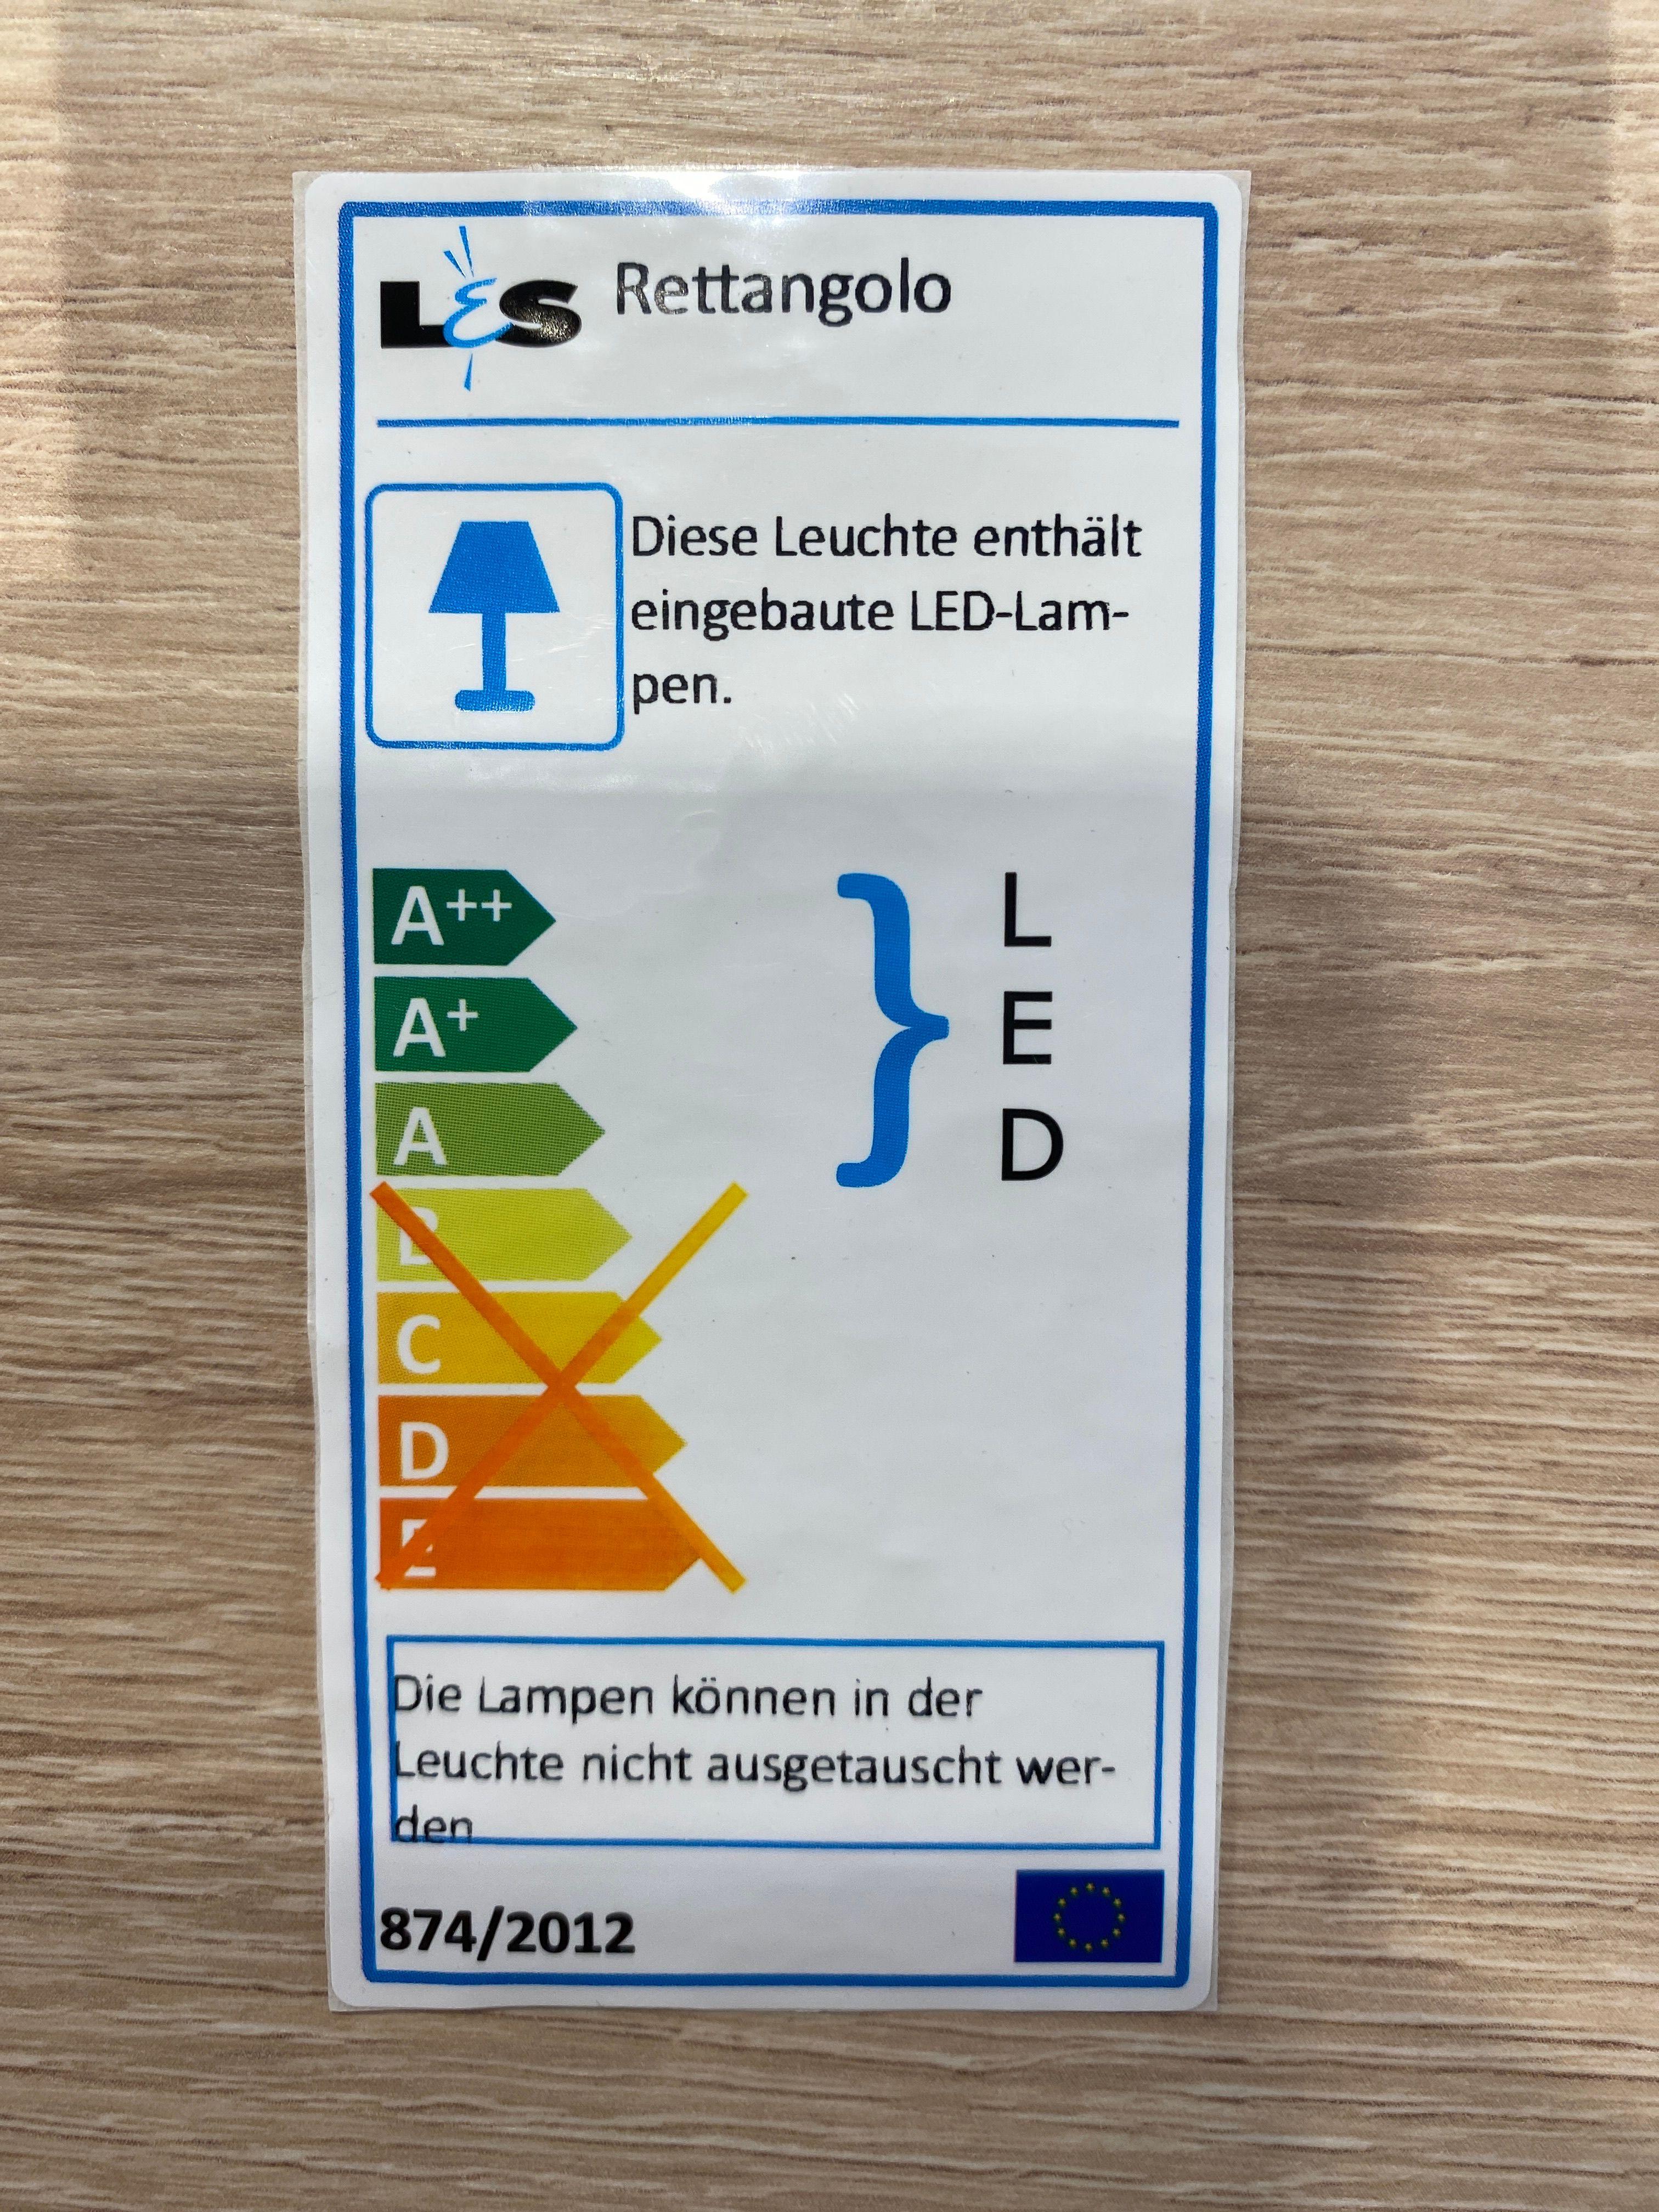 LES Rettangolo
Diese Leuchte enthält
eingebaute LED-Lam-
pen.
A++
A+
A
B
C
D
E
L
E
D
Die Lampen können in der
Leuchte nicht ausgetauscht wer-
den
874/2012